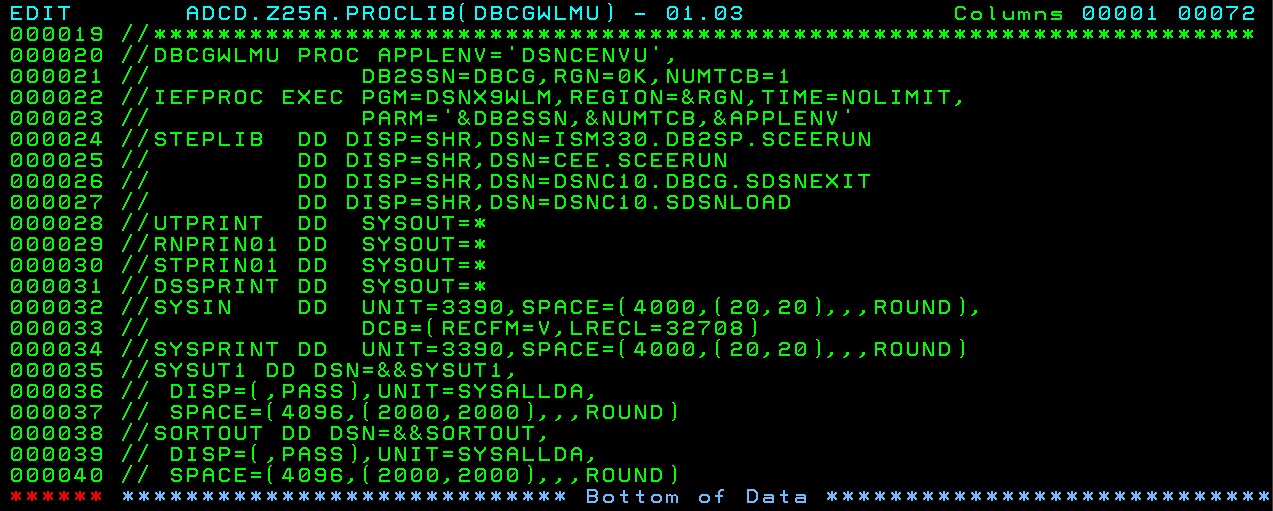 EDIT       ADCD.Z25A.PROCLIB(DBCGWLMU) - 01.03             Columns 00001 00072
000019 //*********************************************************************
000020 //DBCGWLMU PROC APPLENV='DSNCENVU',
000021 //             DB2SSN=DBCG,RGN=0K,NUMTCB=1
000022 //IEFPROC EXEC PGM=DSNX9WLM,REGION=&RGN,TIME=NOLIMIT,
000023 //             PARM='&DB2SSN,&NUMTCB,&APPLENV'
000024 //STEPLIB  DD DISP=SHR,DSN=ISM330.DB2SP.SCEERUN
000025 //         DD DISP=SHR,DSN=CEE.SCEERUN
000026 //         DD DISP=SHR,DSN=DSNC10.DBCG.SDSNEXIT
000027 //         DD DISP=SHR,DSN=DSNC10.SDSNLOAD
000028 //UTPRINT  DD  SYSOUT=*
000029 //RNPRIN01 DD  SYSOUT=*
000030 //STPRIN01 DD  SYSOUT=*
000031 //DSSPRINT DD  SYSOUT=*
000032 //SYSIN    DD  UNIT=3390,SPACE=(4000,(20,20),,,ROUND),
000033 //             DCB=(RECFM=V,LRECL=32708)
000034 //SYSPRINT DD  UNIT=3390,SPACE=(4000,(20,20),,,ROUND)
000035 //SYSUT1 DD DSN=&&SYSUT1,
000036 // DISP=(,PASS),UNIT=SYSALLDA,
000037 // SPACE=(4096,(2000,2000),,,ROUND)
000038 //SORTOUT DD DSN=&&SORTOUT,
000039 // DISP=(,PASS),UNIT=SYSALLDA,
000040 // SPACE=(4096,(2000,2000),,,ROUND)
****** **************************** Bottom of Data ****************************